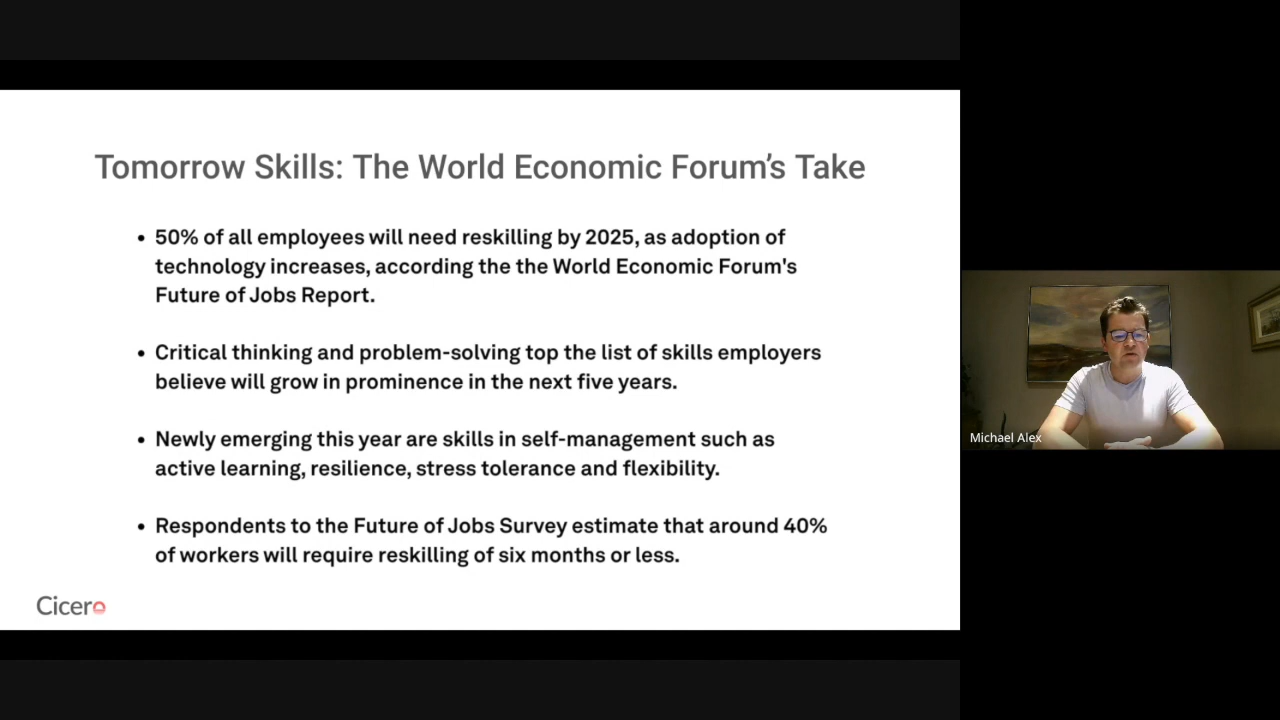 Tomorrow Skills: The World Economic Forum's Take
• 50% of all employees will need reskilling by 2025, as adoption of
technology increases, according the the World Economic Forum's
Future of Jobs Report.
• Critical thinking and problem-solving top the list of skills employers
believe will grow in prominence in the next five years.
• Newly emerging this year are skills in self-management such as
active learning, resilience, stress tolerance and flexibility.
• Respondents to the Future of Jobs Survey estimate that around 40%
of workers will require reskilling of six months or less.
Cicero
Michael Alex